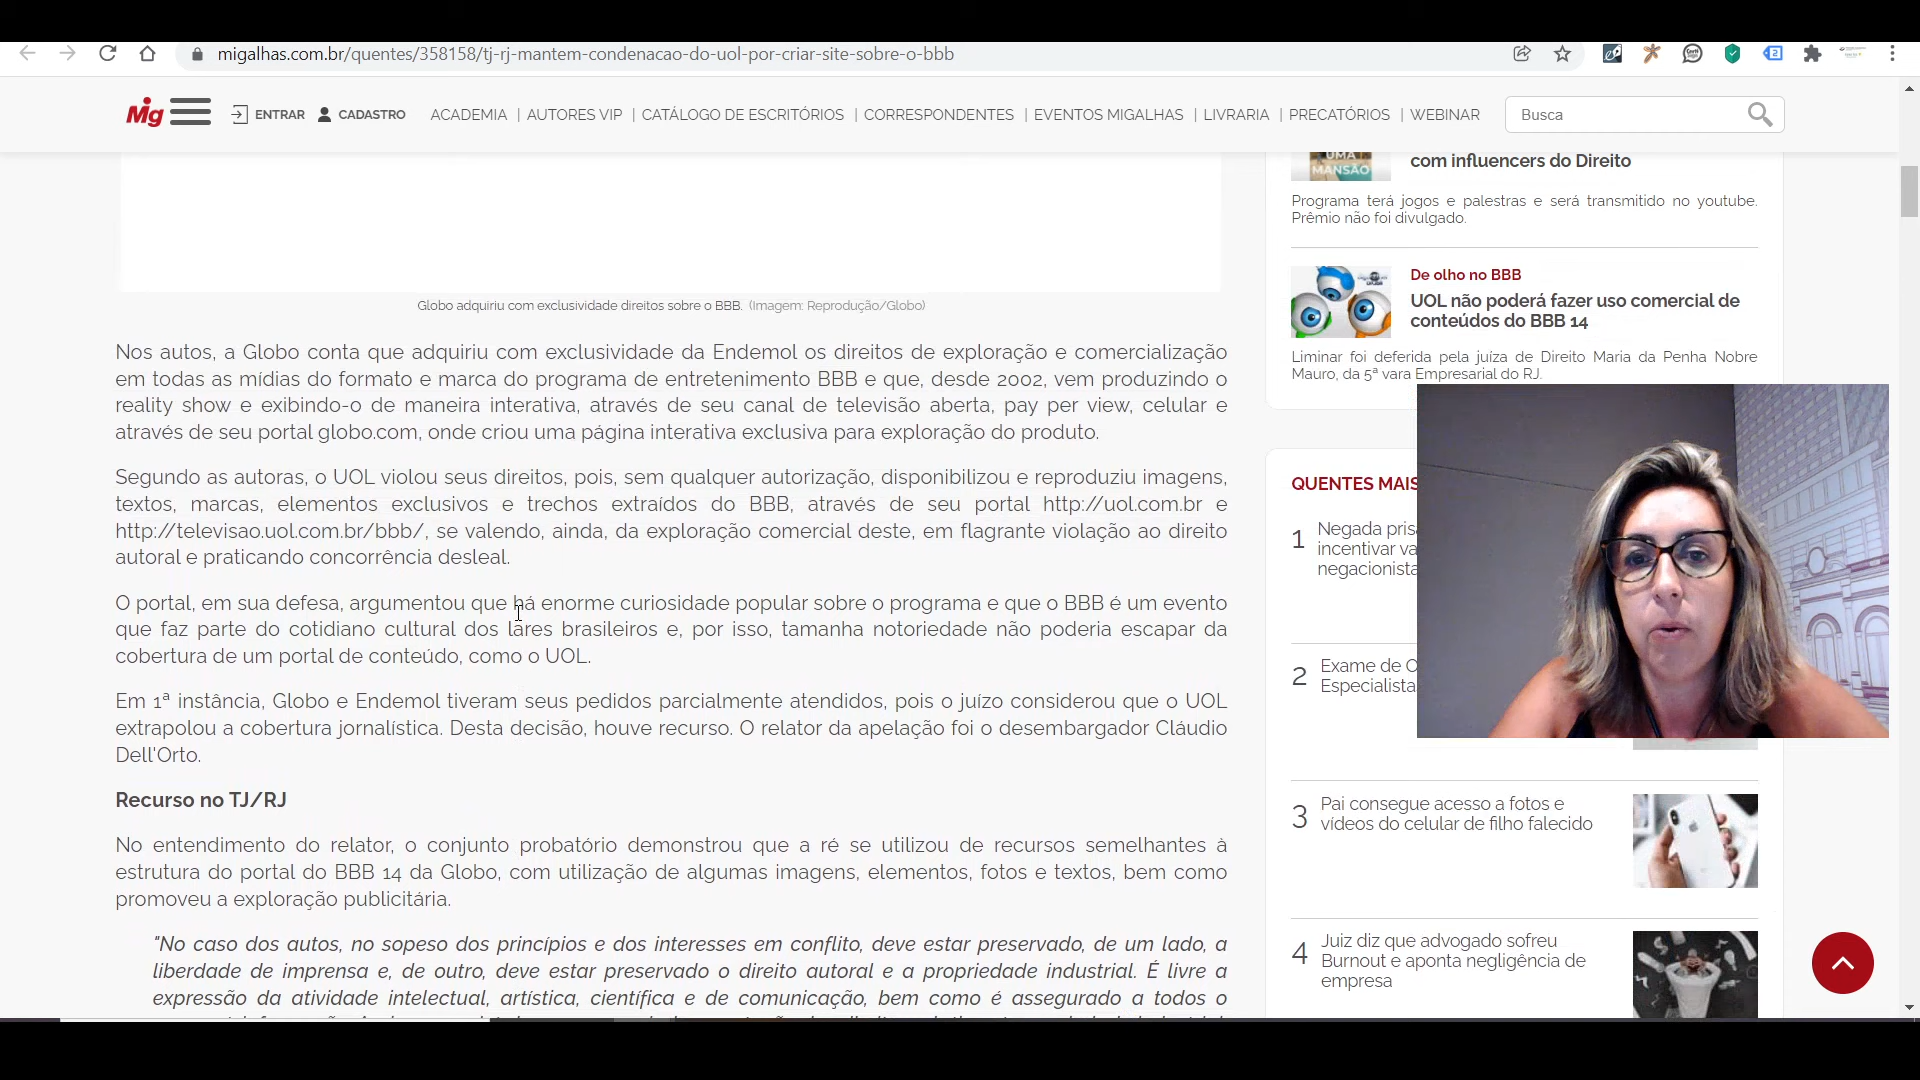 migalhas.com.br/quentes/358158/tj-rj-mantem-condenacao-do-uol-por-criar-site-sobre-o-bbb
Mig ENTRAR CADASTRO ACADEMIA | AUTORES VIP | CATÁLOGO DE ESCRITÓRIOS | CORRESPONDENTES | EVENTOS MIGALHAS | LIVRARIA | PRECATÓRIOS | WEBINAR Busca
Globo adquiriu com exclusividade direitos sobre o BBB. (Imagem: Reprodução/Globo)
Nos autos, a Globo conta que adquiriu com exclusividade da Endemol os direitos de exploração e comercialização
em todas as mídias do formato e marca do programa de entretenimento BBB e que, desde 2002, vem produzindo o
reality show e exibindo-o de maneira interativa, através de seu canal de televisão aberta, pay per view, celular e
através de seu portal globo.com, onde criou uma página interativa exclusiva para exploração do produto.
Segundo as autoras, o UOL violou seus direitos, pois, sem qualquer autorização, disponibilizou e reproduziu imagens,
textos, marcas, elementos exclusivos e trechos extraídos do BBB, através de seu portal http://uol.com.br e
http://televisao.uol.com.br/bbb/, se valendo, ainda, da exploração comercial deste, em flagrante violação ao direito
autoral e praticando concorrência desleal.
O portal, em sua defesa, argumentou que há enorme curiosidade popular sobre o programa e que o BBB é um evento
que faz parte do cotidiano cultural dos lares brasileiros e, por isso, tamanha notoriedade não poderia escapar da
cobertura de um portal de conteúdo, como o UOL.
Em 1ª instância, Globo e Endemol tiveram seus pedidos parcialmente atendidos, pois o juízo considerou que o UOL
extrapolou a cobertura jornalística. Desta decisão, houve recurso. O relator da apelação foi o desembargador Cláudio
Dell'Orto.
Recurso no TJ/RJ
No entendimento do relator, o conjunto probatório demonstrou que a ré se utilizou de recursos semelhantes à
estrutura do portal do BBB 14 da Globo, com utilização de algumas imagens, elementos, fotos e textos, bem como
promoveu a exploração publicitária.
"No caso dos autos, no sopeso dos princípios e dos interesses em conflito, deve estar preservado, de um lado, a
liberdade de imprensa e, de outro, deve estar preservado o direito autoral e a propriedade industrial. É livre a
expressão da atividade intelectual, artística, científica e de comunicação, bem como é assegurado a todos o
UMA
MANSÃO
com influencers do Direito
Programa terá jogos e palestras e será transmitido no youtube.
Prêmio não foi divulgado.
De olho no BBB
UOL não poderá fazer uso comercial de
conteúdos do BBB 14
Liminar foi deferida pela juíza de Direito Maria da Penha Nobre
Mauro, da 5ª vara Empresarial do RJ.
QUENTES MAIS
1 Negada
incentivar
negacionista
2 Exame de
Especialista
3 Pai consegue acesso a fotos e
vídeos do celular de filho falecido
4 Juiz diz que advogado sofreu
Burnout e aponta negligência de
empresa